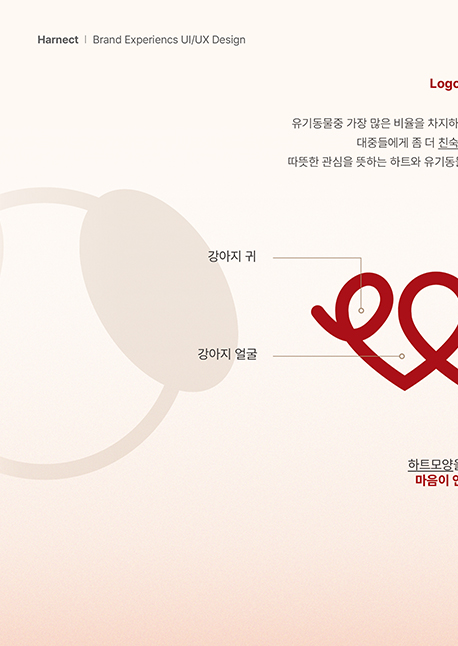 Harnect | Brand Experiencs UI/UX Design
Logo
유기동물중 가장 많은 비율을 차지하
대중들에게 좀 더 친숙
따뜻한 관심을 뜻하는 하트와 유기동
강아지 귀
강아지 얼굴
하트모양을
마음이